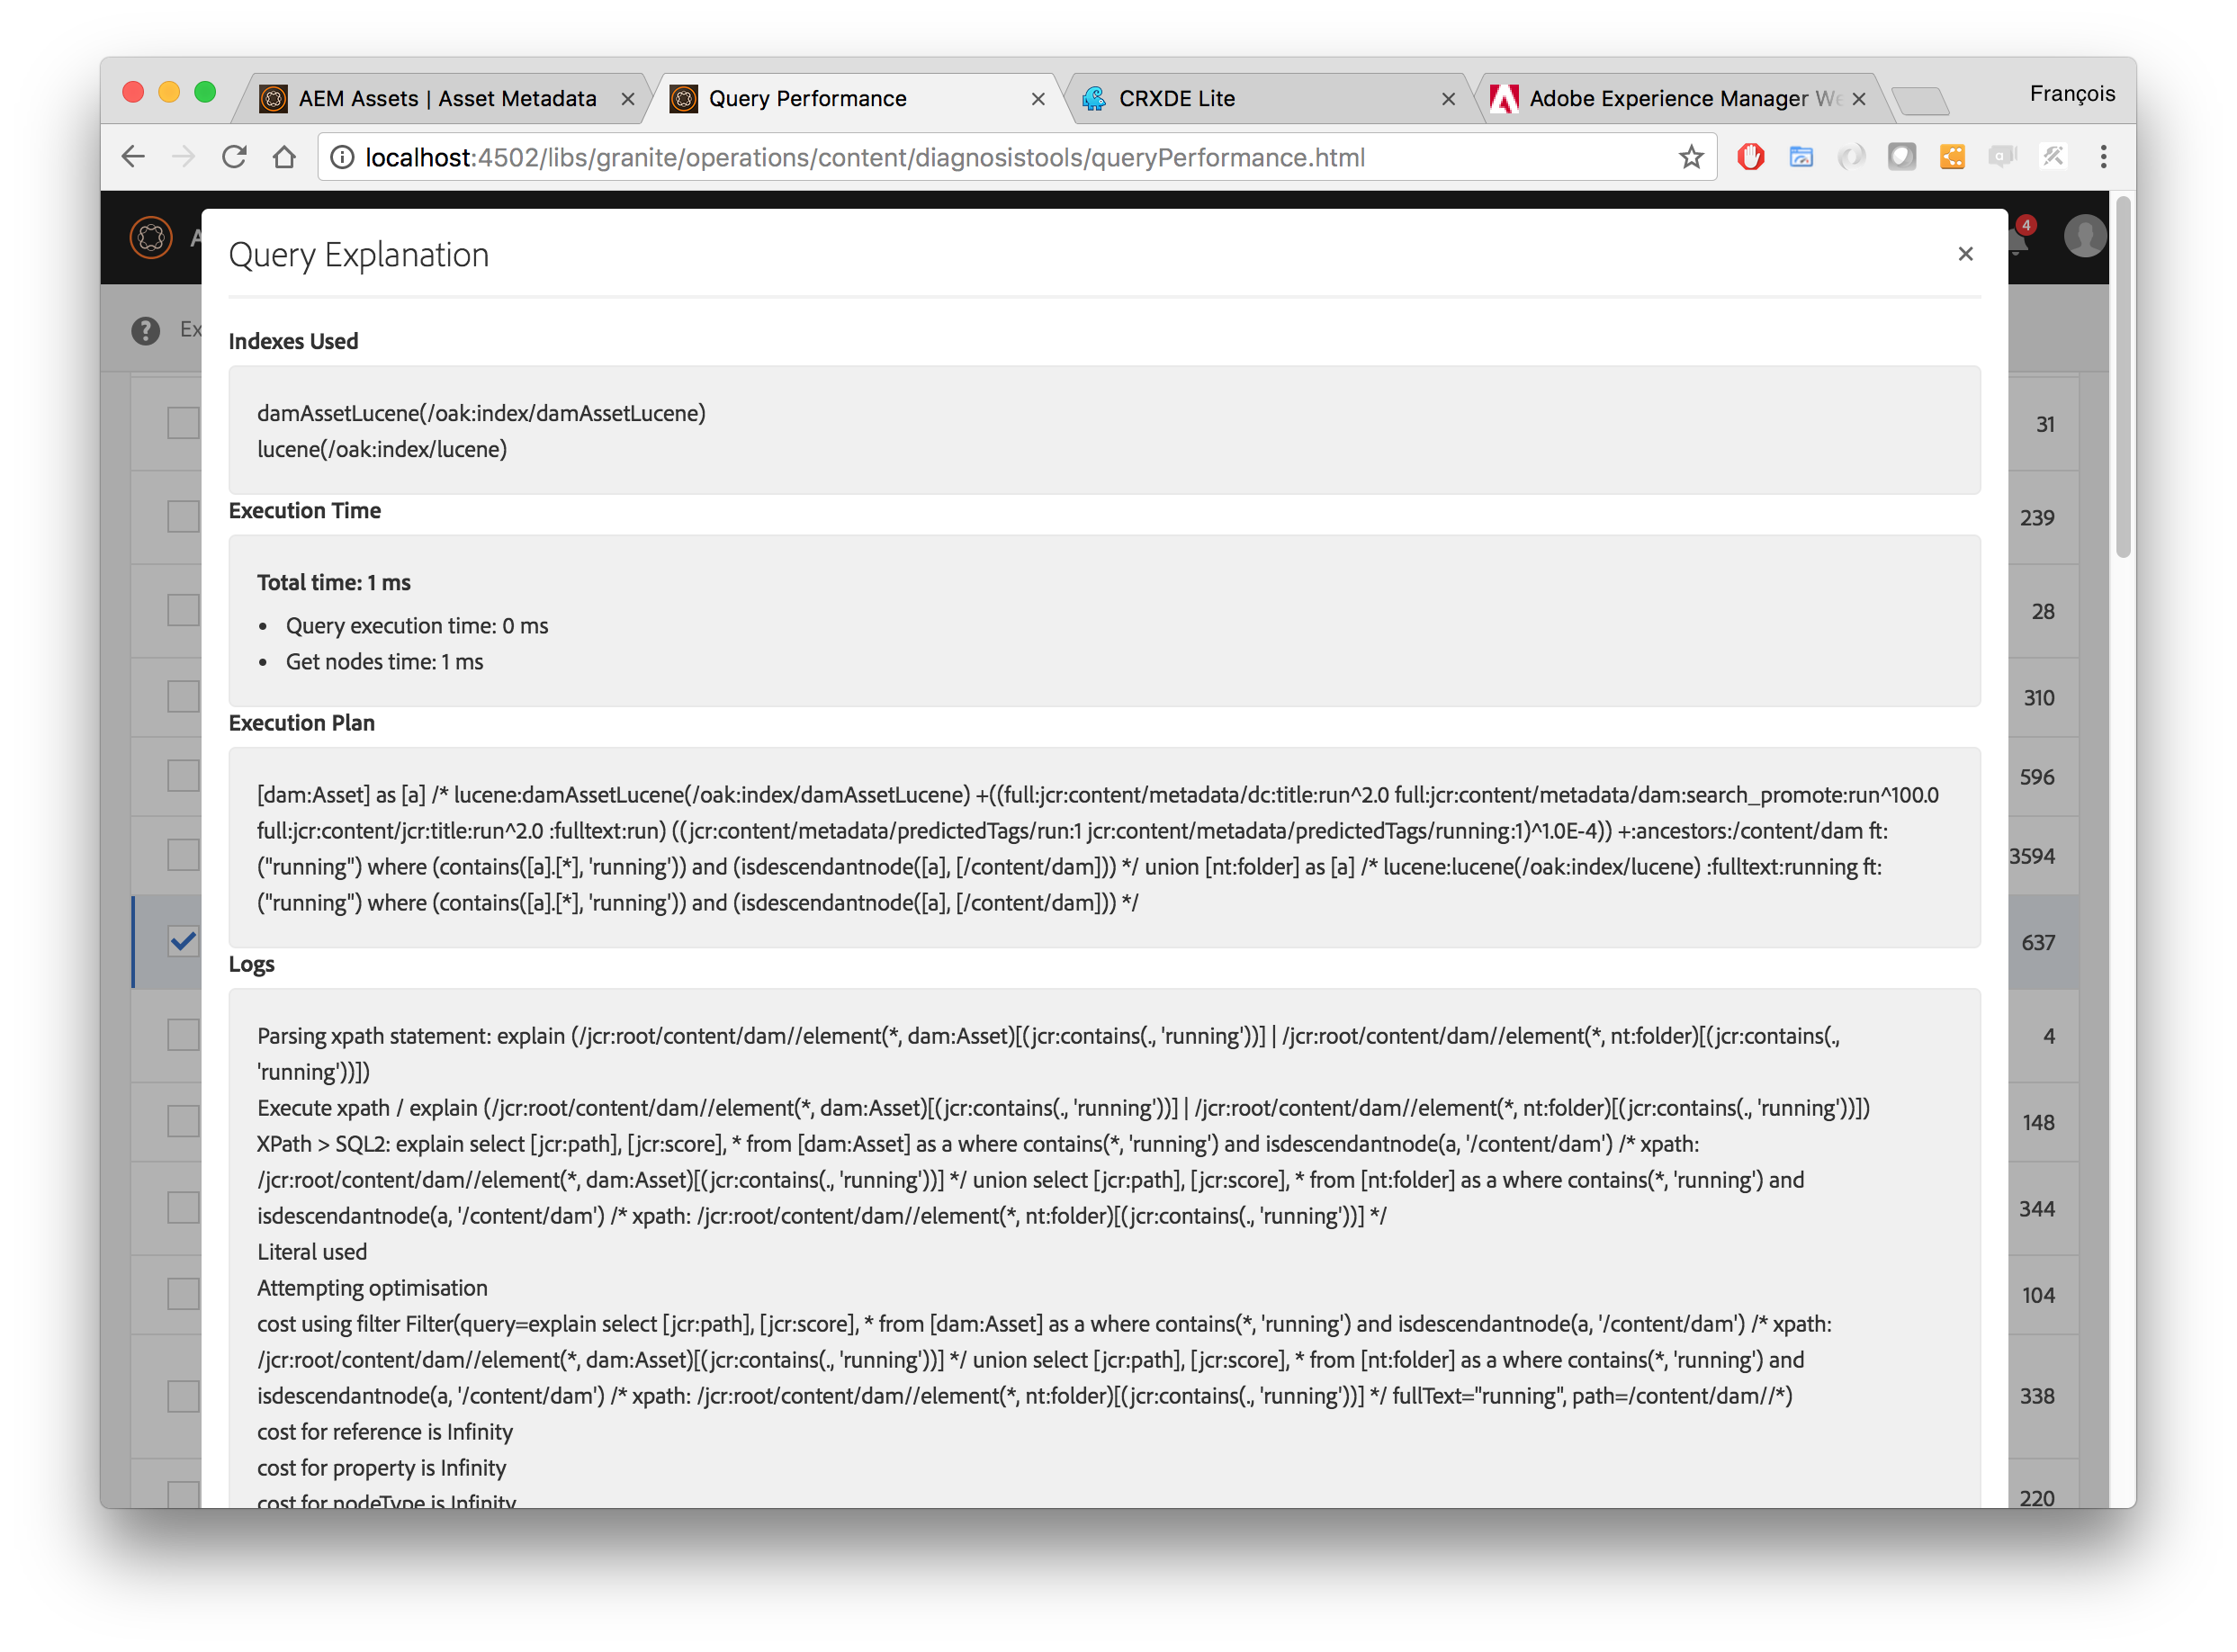 AEM Assets | Asset Metadata
Query Performance
CRXDE Lite
Adobe Experience Manager We
François
localhost:4502/libs/granite/operations/content/diagnosistools/queryPerformance.html
A
4
Query Explanation
Ex
Indexes Used
damAssetLucene(/oak:index/damAssetLucene)
lucene(/oak:index/lucene)
Execution Time
Total time: 1 ms
• Query execution time: 0 ms
• Get nodes time: 1 ms
Execution Plan
[dam:Asset] as [a] /* lucene:damAssetLucene(/oak:index/damAssetLucene) +((full:jcr:content/metadata/dc:title:run^2.0 full:jcr:content/metadata/dam:search_promote:run^100.0
full:jcr:content/jcr:title:run^2.0 :fulltext:run) ((jcr:content/metadata/predictedTags/run:1 jcr:content/metadata/predictedTags/running:1)^1.0E-4)) +:ancestors:/content/dam ft:
("running") where (contains([a].[*], 'running')) and (isdescendantnode([a], [/content/dam])) */ union [nt:folder] as [a] /* lucene:lucene(/oak:index/lucene) :fulltext:running ft:
("running") where (contains([a].[*], 'running')) and (isdescendantnode([a], [/content/dam])) */
Logs
Parsing xpath statement: explain (/jcr:root/content/dam//element(*, dam:Asset)[(jcr:contains(., 'running'))] | /jcr:root/content/dam//element(*, nt:folder)[(jcr:contains(.,
'running'))])
Execute xpath / explain (/jcr:root/content/dam//element(*, dam:Asset)[(jcr:contains(., 'running'))] | /jcr:root/content/dam//element(*, nt:folder)[(jcr:contains(., 'running'))])
XPath > SQL2: explain select [jcr:path], [jcr:score], * from [dam:Asset] as a where contains(*, 'running') and isdescendantnode(a, '/content/dam') /* xpath:
/jcr:root/content/dam//element(*, dam:Asset)[(jcr:contains(., 'running'))] */ union select [jcr:path], [jcr:score], * from [nt:folder] as a where contains(*, 'running') and
isdescendantnode(a, '/content/dam') /* xpath: /jcr:root/content/dam//element(*, nt:folder)[(jcr:contains(., 'running'))] */
Literal used
Attempting optimisation
cost using filter Filter(query=explain select [jcr:path], [jcr:score], * from [dam:Asset] as a where contains(*, 'running') and isdescendantnode(a, '/content/dam') /* xpath:
/jcr:root/content/dam//element(*, dam:Asset)[(jcr:contains(., 'running'))] */ union select [jcr:path], [jcr:score], * from [nt:folder] as a where contains(*, 'running') and
isdescendantnode(a, '/content/dam') /* xpath: /jcr:root/content/dam//element(*, nt:folder)[(jcr:contains(., 'running'))] */ fullText="running", path=/content/dam//*)
cost for reference is Infinity
cost for property is Infinity
cost for nodeType is Infinity
31
239
28
310
596
3594
637
4
148
344
104
338
220